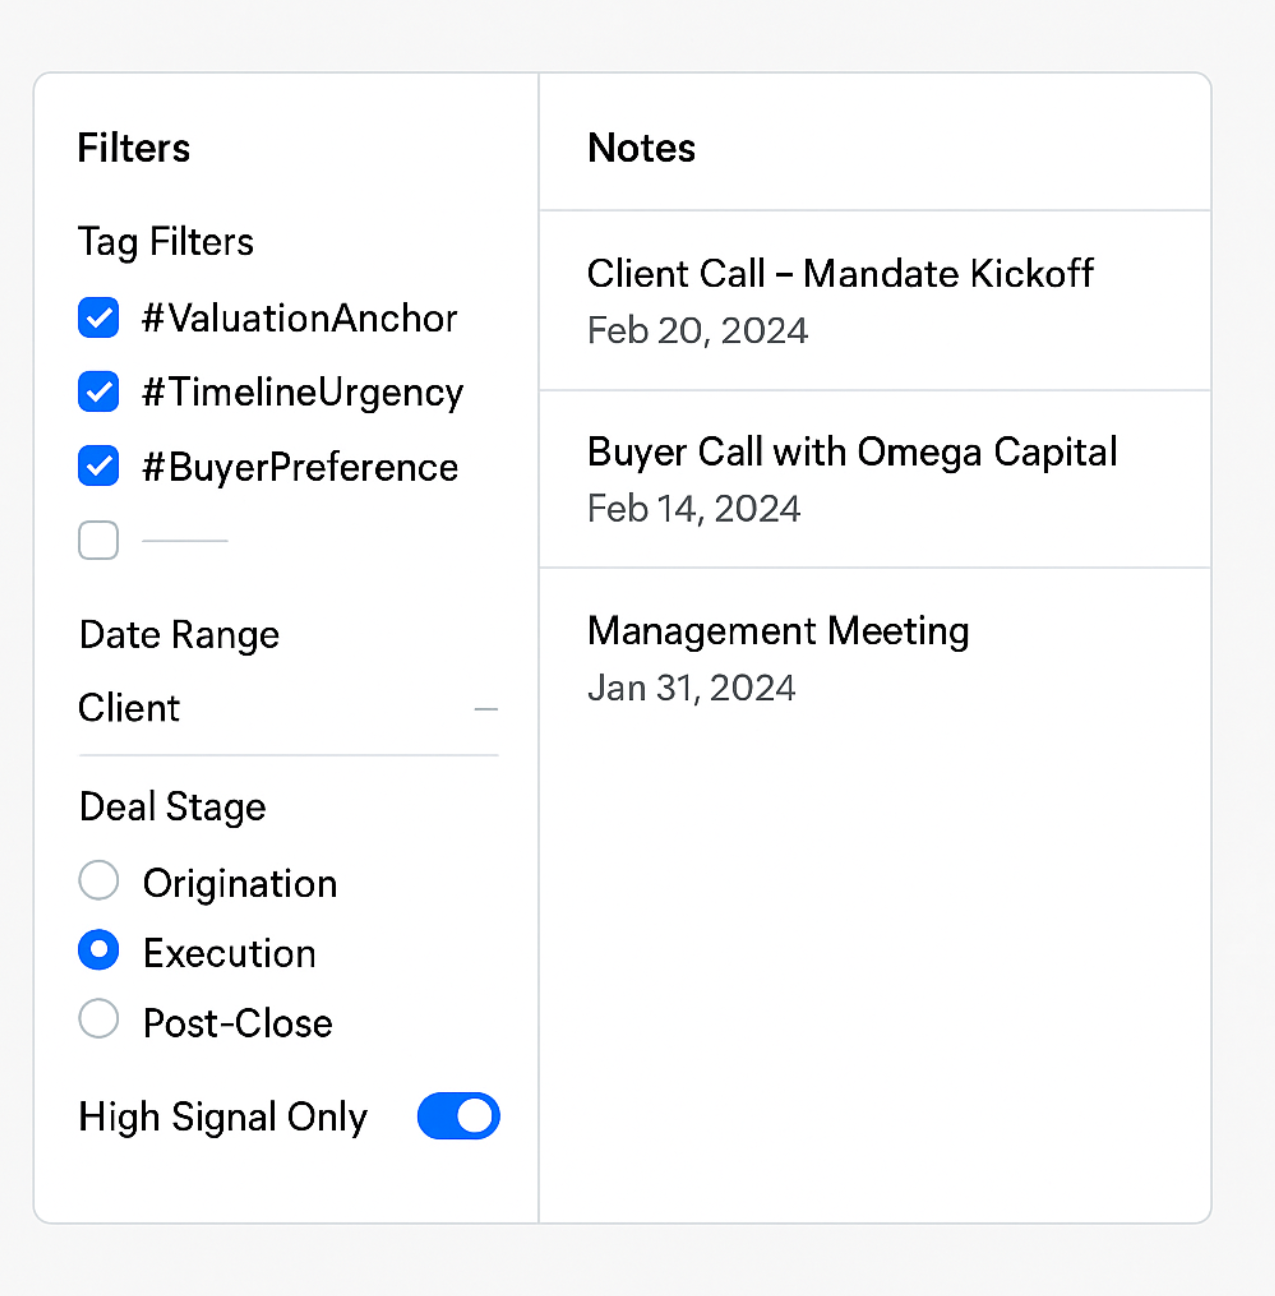 Filters
Tag Filters
#ValuationAnchor
#TimelineUrgency
#BuyerPreference
Date Range
Client –
Deal Stage
Origination
Execution
Post-Close
High Signal Only
Notes
Client Call – Mandate Kickoff
Feb 20, 2024
Buyer Call with Omega Capital
Feb 14, 2024
Management Meeting
Jan 31, 2024